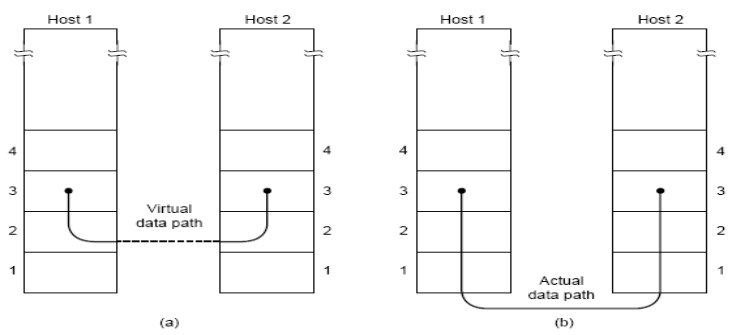 Host 1 Host 2 Host 1 Host 2
4 4 4 4
3 3 3 3
Virtual
data path
2 2 2 2
1 1 1 1
Actual
data path
(a) (b)